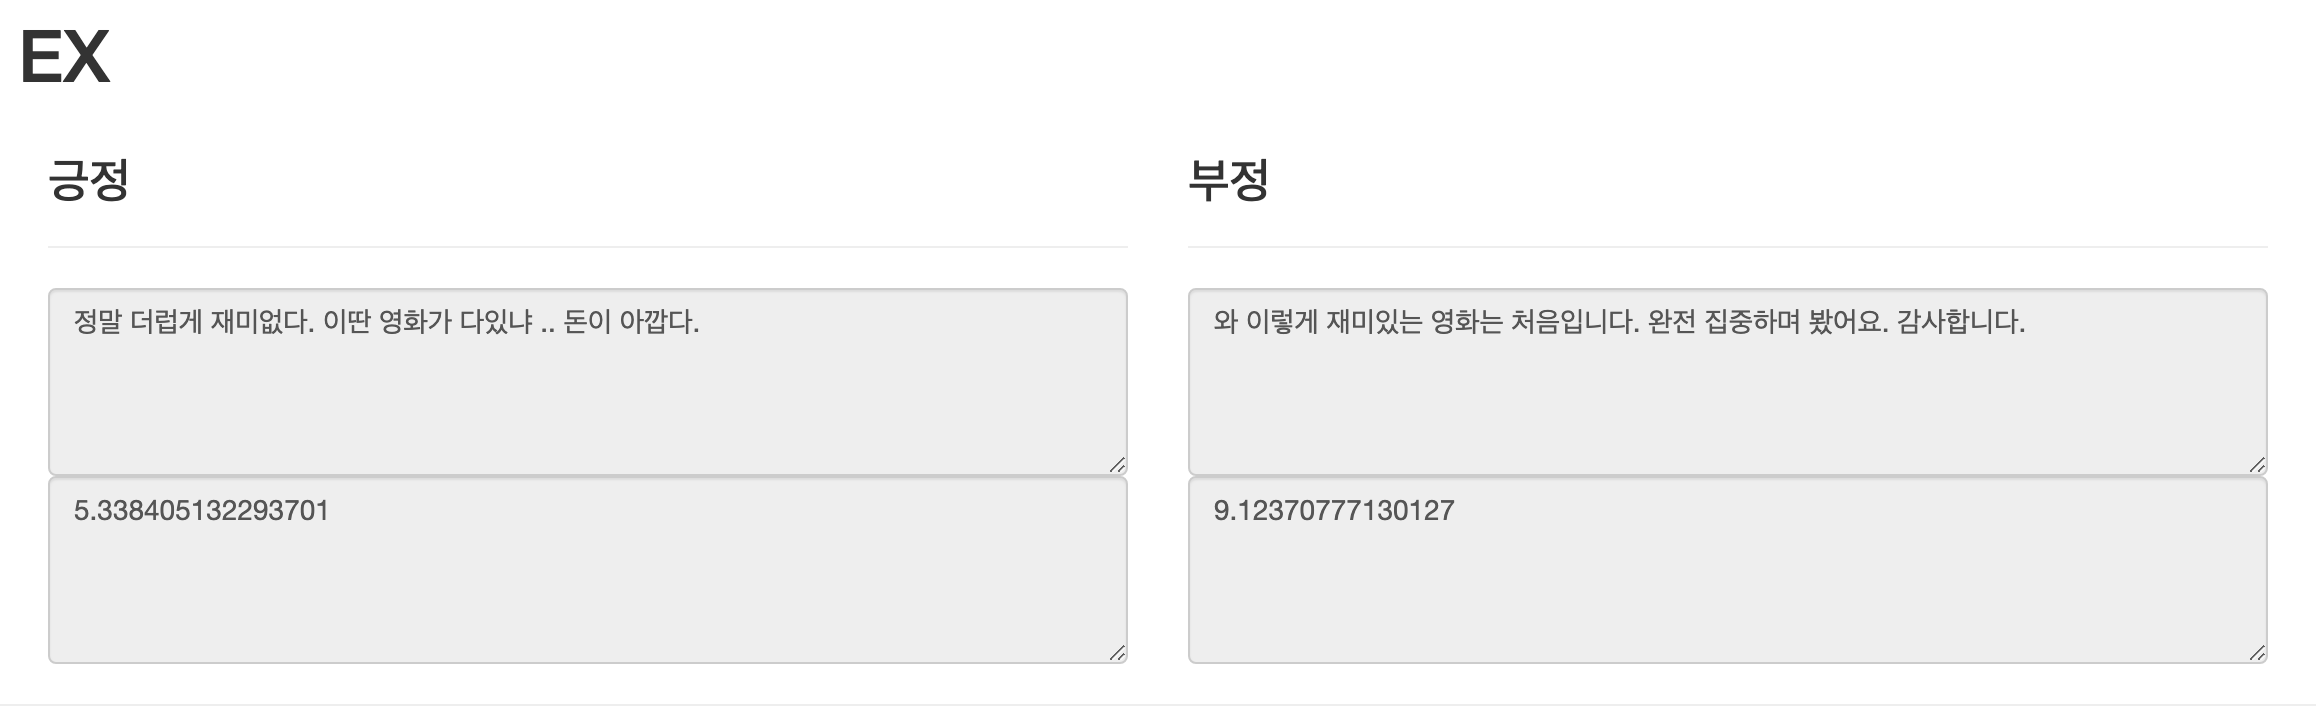 EX
긍정
정말 더럽게 재미없다. 이딴 영화가 다있냐 .. 돈이 아깝다.
5.338405132293701
부정
와 이렇게 재미있는 영화는 처음입니다. 완전 집중하며 봤어요. 감사합니다.
9.12370777130127